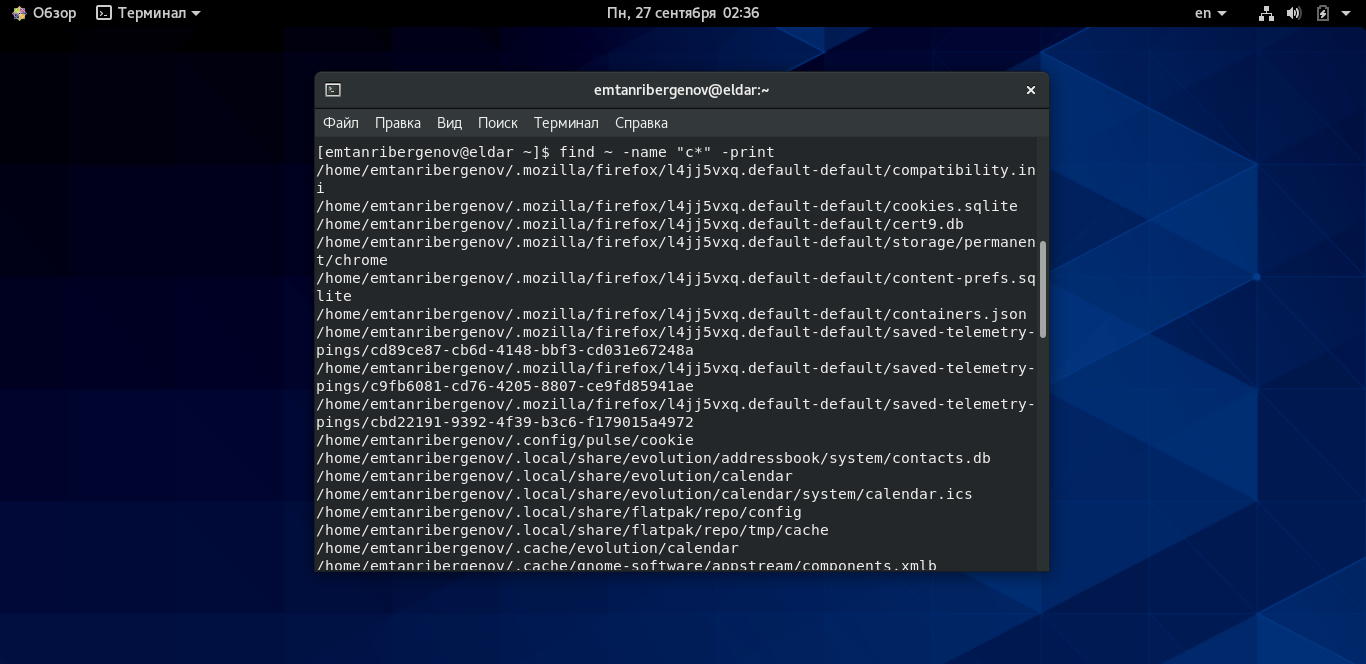 Обзор Терминал Пн, 27 сентября 02:36 en
emtanribergenov@eldar:~
Файл Правка Вид Поиск Терминал Справка
[emtanribergenov@eldar ~]$ find ~ -name "c*" -print
/home/emtanribergenov/.mozilla/firefox/l4jj5vxq.default-default/compatibility.in
i
/home/emtanribergenov/.mozilla/firefox/l4jj5vxq.default-default/cookies.sqlite
/home/emtanribergenov/.mozilla/firefox/l4jj5vxq.default-default/cert9.db
/home/emtanribergenov/.mozilla/firefox/l4jj5vxq.default-default/storage/permanen
t/chrome
/home/emtanribergenov/.mozilla/firefox/l4jj5vxq.default-default/content-prefs.sq
lite
/home/emtanribergenov/.mozilla/firefox/l4jj5vxq.default-default/containers.json
/home/emtanribergenov/.mozilla/firefox/l4jj5vxq.default-default/saved-telemetry-
pings/cd89ce87-cb6d-4148-bbf3-cd031e67248a
/home/emtanribergenov/.mozilla/firefox/l4jj5vxq.default-default/saved-telemetry-
pings/c9fb6081-cd76-4205-8807-ce9fd85941ae
/home/emtanribergenov/.mozilla/firefox/l4jj5vxq.default-default/saved-telemetry-
pings/cbd22191-9392-4f39-b3c6-f179015a4972
/home/emtanribergenov/.config/pulse/cookie
/home/emtanribergenov/.local/share/evolution/addressbook/system/contacts.db
/home/emtanribergenov/.local/share/evolution/calendar
/home/emtanribergenov/.local/share/evolution/calendar/system/calendar.ics
/home/emtanribergenov/.local/share/flatpak/repo/config
/home/emtanribergenov/.local/share/flatpak/repo/tmp/cache
/home/emtanribergenov/.cache/evolution/calendar
/home/emtanribergenov/.cache/gnome-software/appstream/components.xmlb